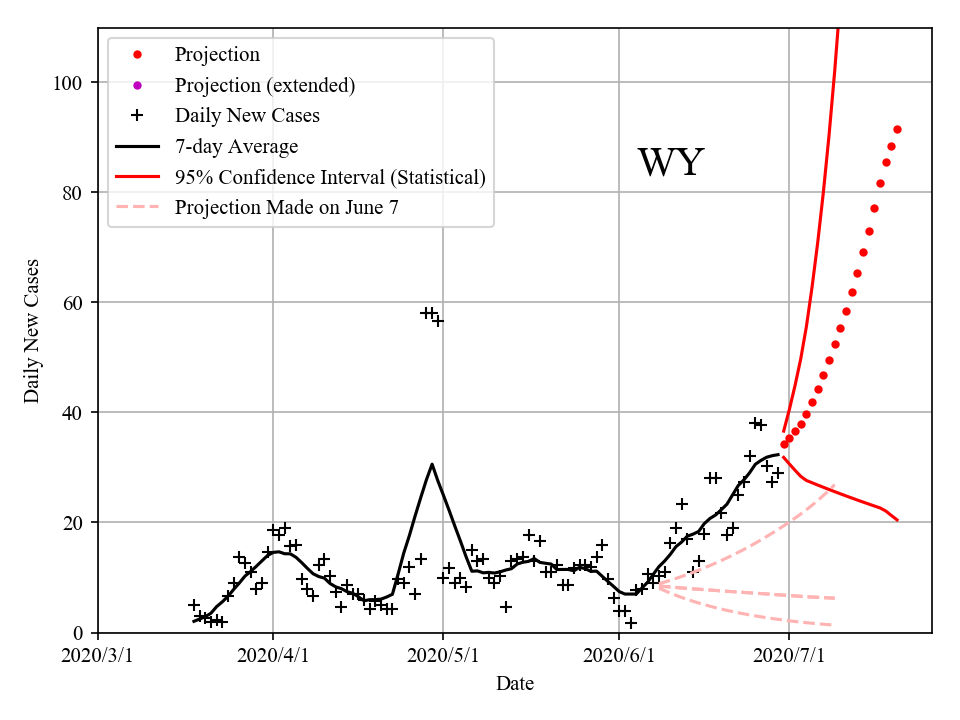 Projection
Projection (extended)
Daily New Cases
7-day Average
95% Confidence Interval (Statistical)
Projection Made on June 7
WY
100
80
60
40
20
0
Daily New Cases
2020/3/1 2020/4/1 2020/5/1 2020/6/1 2020/7/1
Date